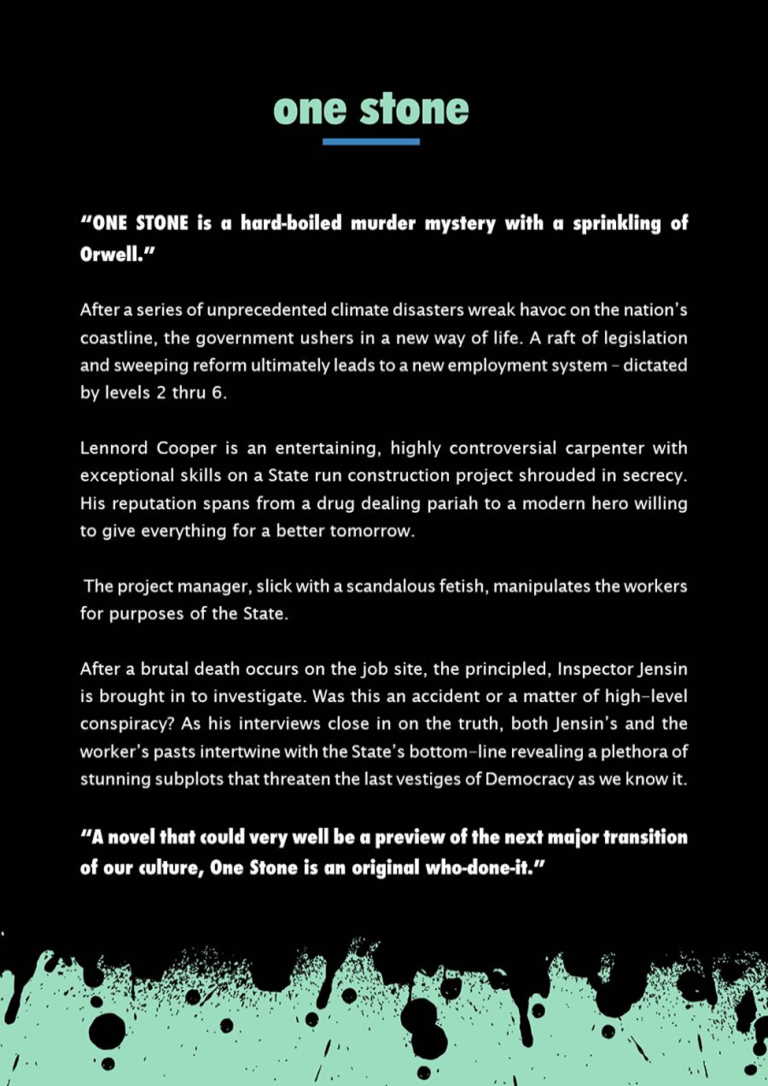 one stone
“ONE STONE is a hard-boiled murder mystery with a sprinkling of
Orwell.”
After a series of unprecedented climate disasters wreak havoc on the nation’s
coastline, the government ushers in a new way of life. A raft of legislation
and sweeping reform ultimately leads to a new employment system – dictated
by levels 2 thru 6.
Lennord Cooper is an entertaining, highly controversial carpenter with
exceptional skills on a State run construction project shrouded in secrecy.
His reputation spans from a drug dealing pariah to a modern hero willing
to give everything for a better tomorrow.
The project manager, slick with a scandalous fetish, manipulates the workers
for purposes of the State.
After a brutal death occurs on the job site, the principled, Inspector Jensin
is brought in to investigate. Was this an accident or a matter of high–level
conspiracy? As his interviews close in on the truth, both Jensin’s and the
worker’s pasts intertwine with the State’s bottom–line revealing a plethora of
stunning subplots that threaten the last vestiges of Democracy as we know it.
“A novel that could very well be a preview of the next major transition
of our culture, One Stone is an original who-done-it.”